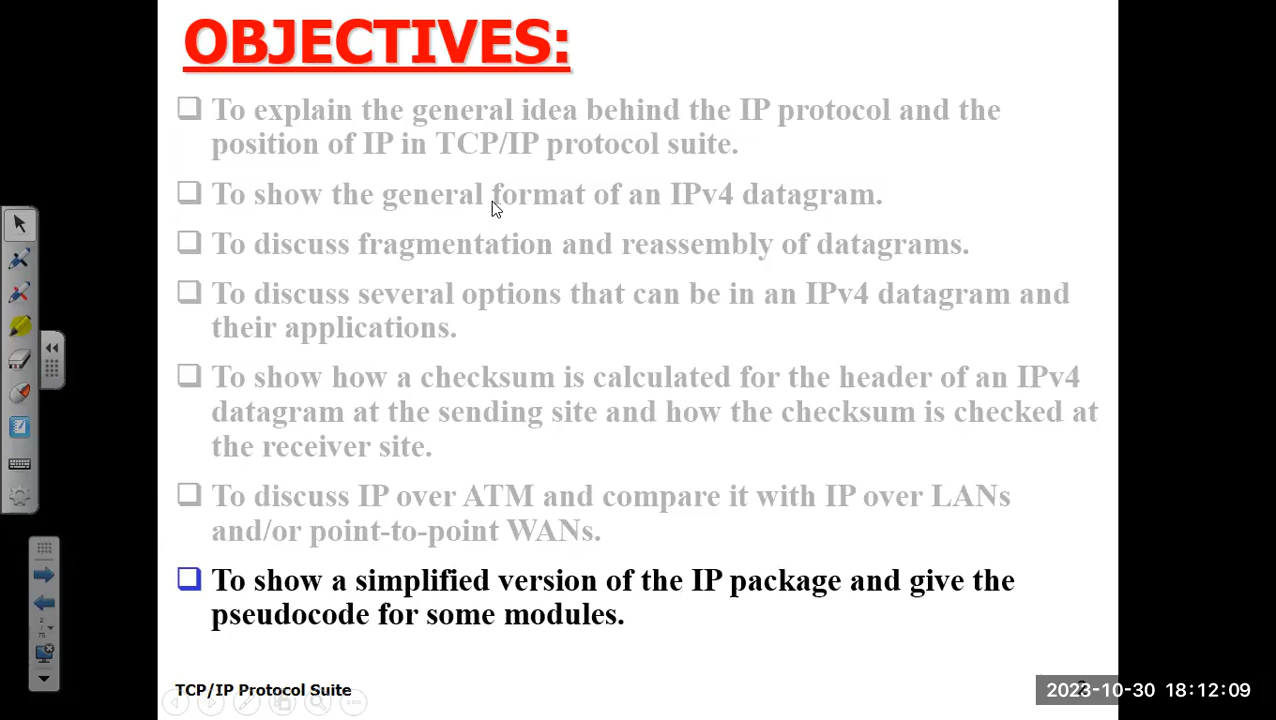 OBJECTIVES:
To explain the general idea behind the IP protocol and the
position of IP in TCP/IP protocol suite.
To show the general format of an IPv4 datagram.
To discuss fragmentation and reassembly of datagrams.
To discuss several options that can be in an IPv4 datagram and
their applications.
To show how a checksum is calculated for the header of an IPv4
datagram at the sending site and how the checksum is checked at
the receiver site.
To discuss IP over ATM and compare it with IP over LANs
and/or point-to-point WANs.
To show a simplified version of the IP package and give the
pseudocode for some modules.
2
/
75
TCP/IP Protocol Suite
2023-10-30 18:12:09